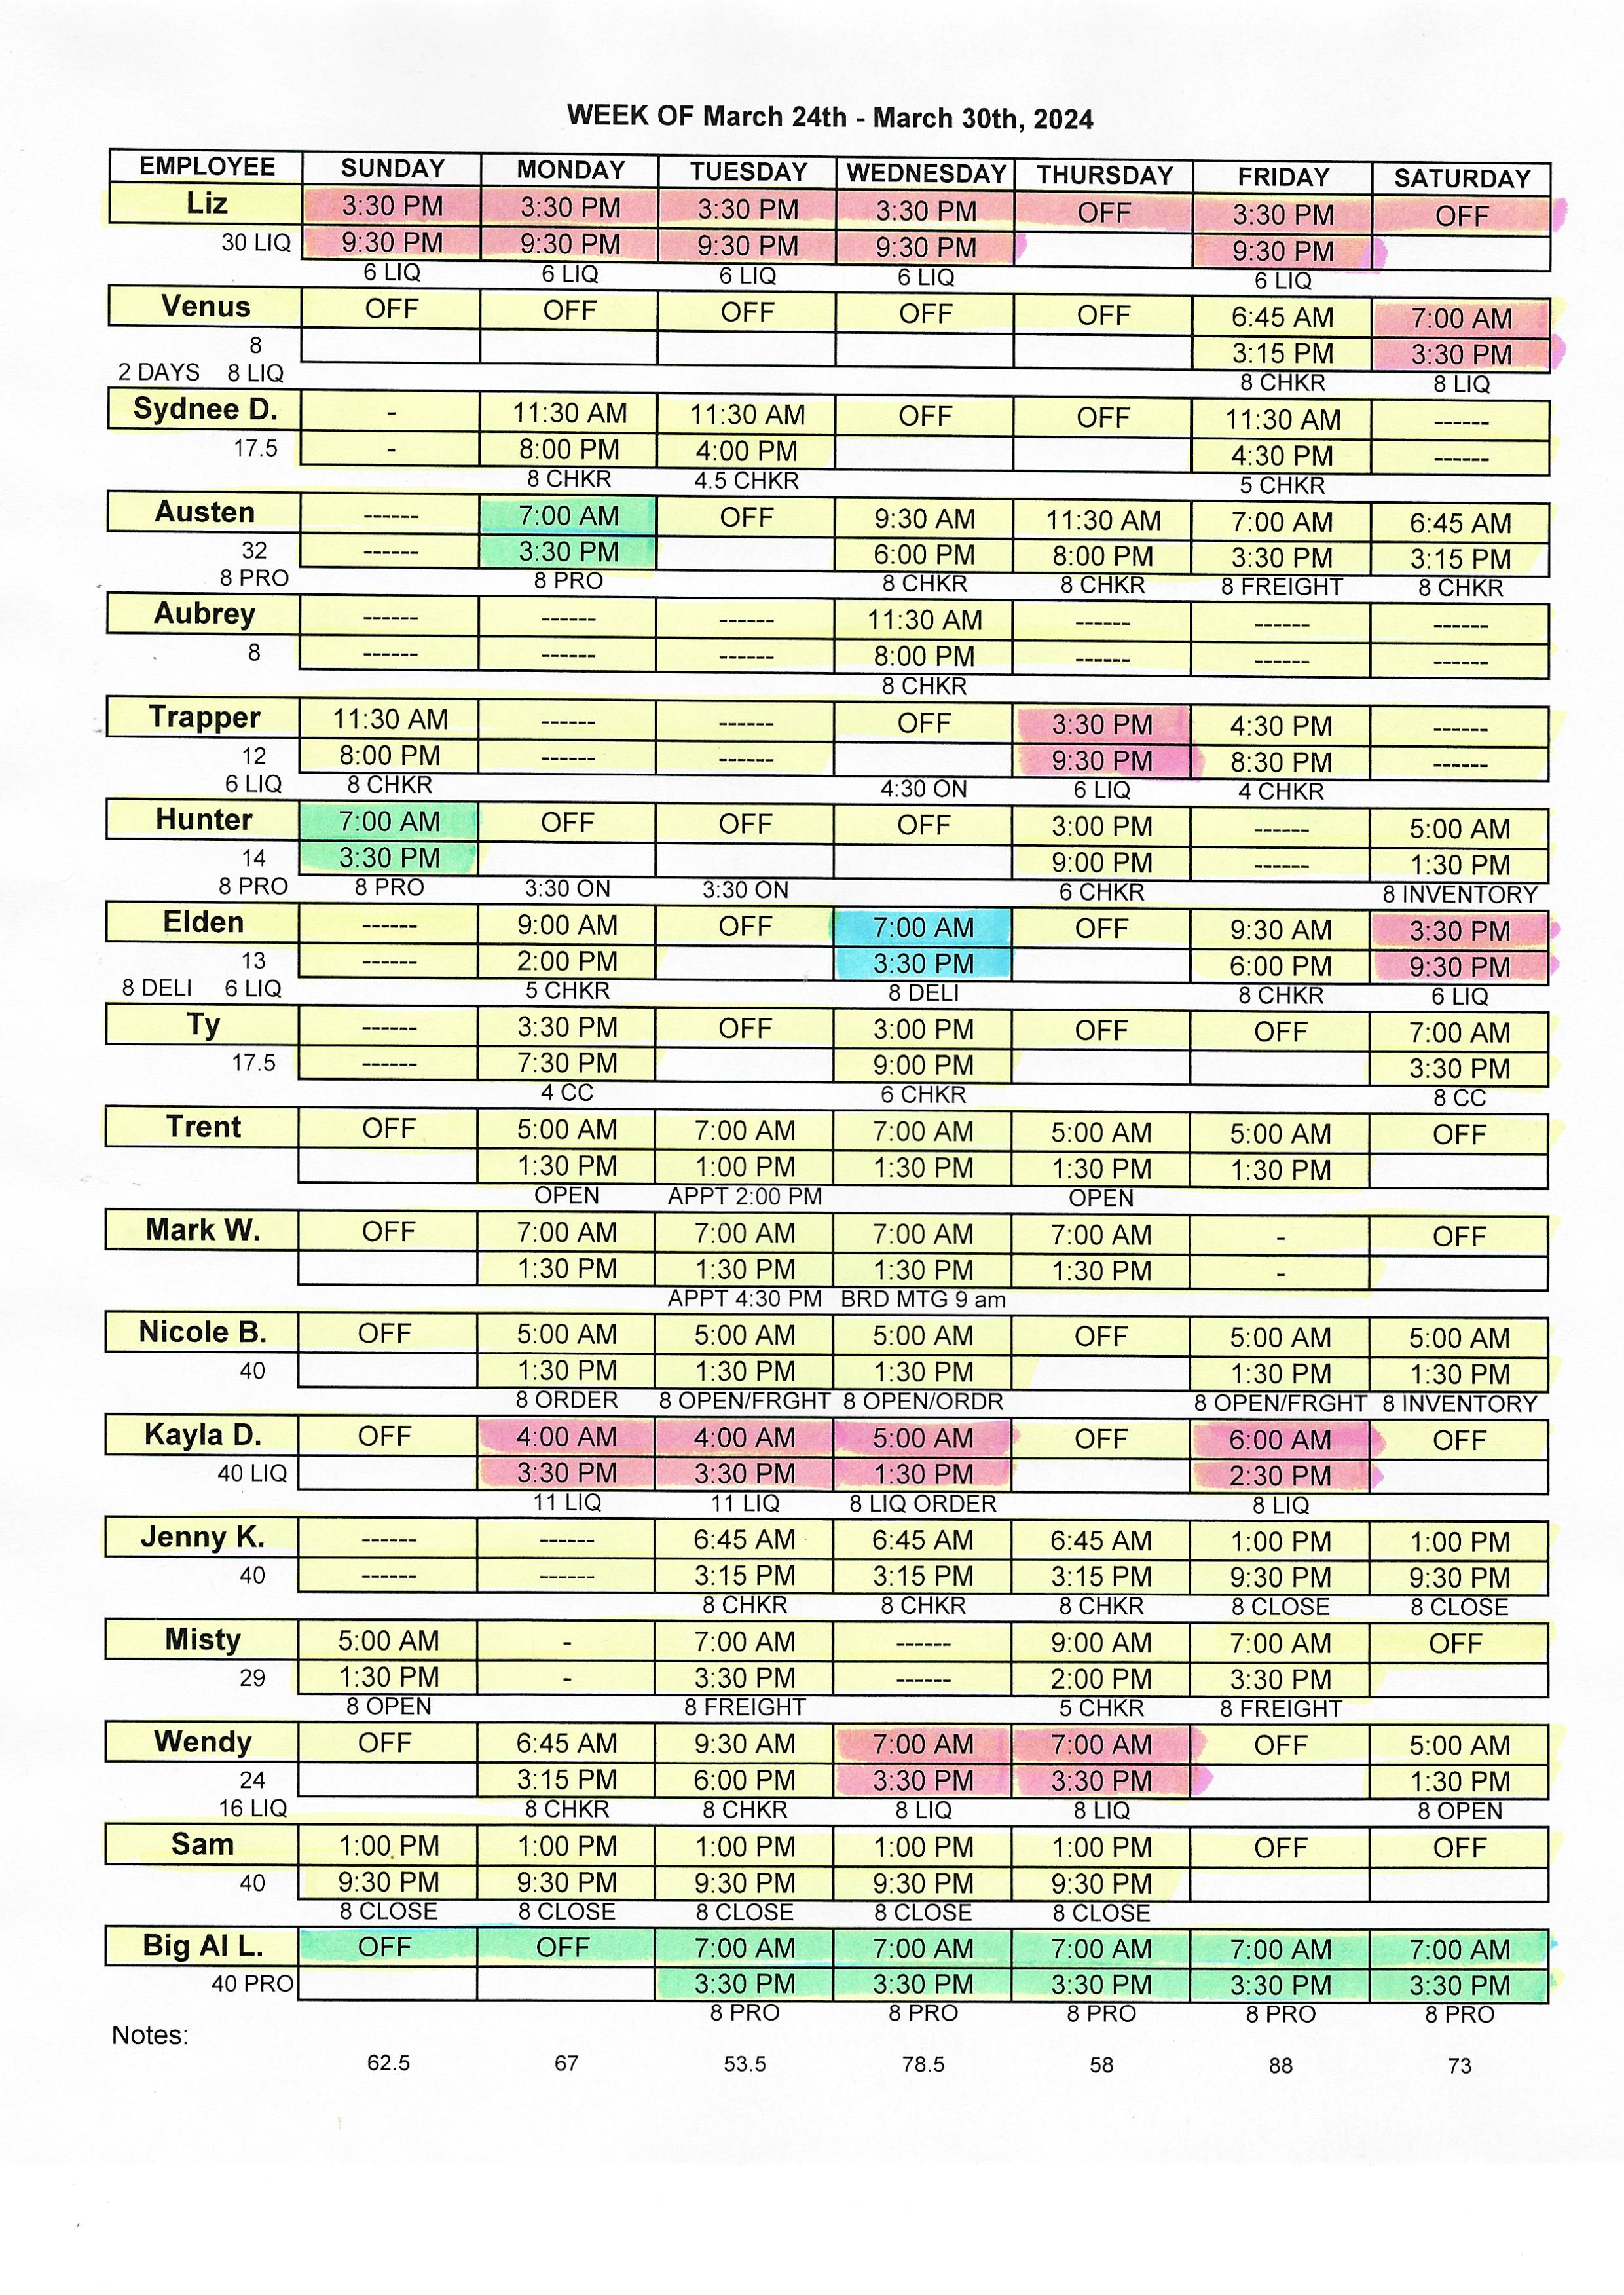 WEEK OF March 24th - March 30th, 2024
EMPLOYEE SUNDAY MONDAY TUESDAY WEDNESDAY THURSDAY FRIDAY SATURDAY
Liz 3:30 PM 3:30 PM 3:30 PM 3:30 PM OFF 3:30 PM OFF
30 LIQ 9:30 PM 9:30 PM 9:30 PM 9:30 PM 9:30 PM
6 LIQ 6 LIQ 6 LIQ 6 LIQ 6 LIQ
Venus OFF OFF OFF OFF OFF 6:45 AM 7:00 AM
8 3:15 PM 3:30 PM
2 DAYS 8 LIQ 8 CHKR 8 LIQ
Sydnee D. - 11:30 AM 11:30 AM OFF OFF 11:30 AM ------
17.5 - 8:00 PM 4:00 PM 4:30 PM ------
8 CHKR 4.5 CHKR 5 CHKR
Austen ------ 7:00 AM OFF 9:30 AM 11:30 AM 7:00 AM 6:45 AM
32 ------ 3:30 PM 6:00 PM 8:00 PM 3:30 PM 3:15 PM
8 PRO 8 PRO 8 CHKR 8 CHKR 8 FREIGHT 8 CHKR
Aubrey ------ ------ ------ 11:30 AM ------ ------ ------
8 ------ ------ ------ 8:00 PM ------ ------ ------
8 CHKR
Trapper 11:30 AM ------ ------ OFF 3:30 PM 4:30 PM ------
12 8:00 PM ------ ------ 9:30 PM 8:30 PM ------
6 LIQ 8 CHKR 4:30 ON 6 LIQ 4 CHKR
Hunter 7:00 AM OFF OFF OFF 3:00 PM ------ 5:00 AM
14 3:30 PM 9:00 PM ------ 1:30 PM
8 PRO 8 PRO 3:30 ON 3:30 ON 6 CHKR 8 INVENTORY
Elden ------ 9:00 AM OFF 7:00 AM OFF 9:30 AM 3:30 PM
13 ------ 2:00 PM 3:30 PM 6:00 PM 9:30 PM
8 DELI 6 LIQ 5 CHKR 8 DELI 8 CHKR 6 LIQ
Ty ------ 3:30 PM OFF 3:00 PM OFF OFF 7:00 AM
17.5 ------ 7:30 PM 9:00 PM 3:30 PM
4 CC 6 CHKR 8 CC
Trent OFF 5:00 AM 7:00 AM 7:00 AM 5:00 AM 5:00 AM OFF
1:30 PM 1:00 PM 1:30 PM 1:30 PM 1:30 PM
OPEN APPT 2:00 PM OPEN
Mark W. OFF 7:00 AM 7:00 AM 7:00 AM 7:00 AM - OFF
1:30 PM 1:30 PM 1:30 PM 1:30 PM -
APPT 4:30 PM BRD MTG 9 am
Nicole B. OFF 5:00 AM 5:00 AM 5:00 AM OFF 5:00 AM 5:00 AM
40 1:30 PM 1:30 PM 1:30 PM 1:30 PM 1:30 PM
8 ORDER 8 OPEN/FRGHT 8 OPEN/ORDR 8 OPEN/FRGHT 8 INVENTORY
Kayla D. OFF 4:00 AM 4:00 AM 5:00 AM OFF 6:00 AM OFF
40 LIQ 3:30 PM 3:30 PM 1:30 PM 2:30 PM
11 LIQ 11 LIQ 8 LIQ ORDER 8 LIQ
Jenny K. ------ ------ 6:45 AM 6:45 AM 6:45 AM 1:00 PM 1:00 PM
40 ------ ------ 3:15 PM 3:15 PM 3:15 PM 9:30 PM 9:30 PM
8 CHKR 8 CHKR 8 CHKR 8 CLOSE 8 CLOSE
Misty 5:00 AM - 7:00 AM ------ 9:00 AM 7:00 AM OFF
29 1:30 PM - 3:30 PM ------ 2:00 PM 3:30 PM
8 OPEN 8 FREIGHT 5 CHKR 8 FREIGHT
Wendy OFF 6:45 AM 9:30 AM 7:00 AM 7:00 AM OFF 5:00 AM
24 3:15 PM 6:00 PM 3:30 PM 3:30 PM 1:30 PM
16 LIQ 8 CHKR 8 CHKR 8 LIQ 8 LIQ 8 OPEN
Sam 1:00 PM 1:00 PM 1:00 PM 1:00 PM 1:00 PM OFF OFF
40 9:30 PM 9:30 PM 9:30 PM 9:30 PM 9:30 PM
8 CLOSE 8 CLOSE 8 CLOSE 8 CLOSE 8 CLOSE
Big Al L. OFF OFF 7:00 AM 7:00 AM 7:00 AM 7:00 AM 7:00 AM
40 PRO 3:30 PM 3:30 PM 3:30 PM 3:30 PM 3:30 PM
8 PRO 8 PRO 8 PRO 8 PRO 8 PRO
Notes:
62.5 67 53.5 78.5 58 88 73